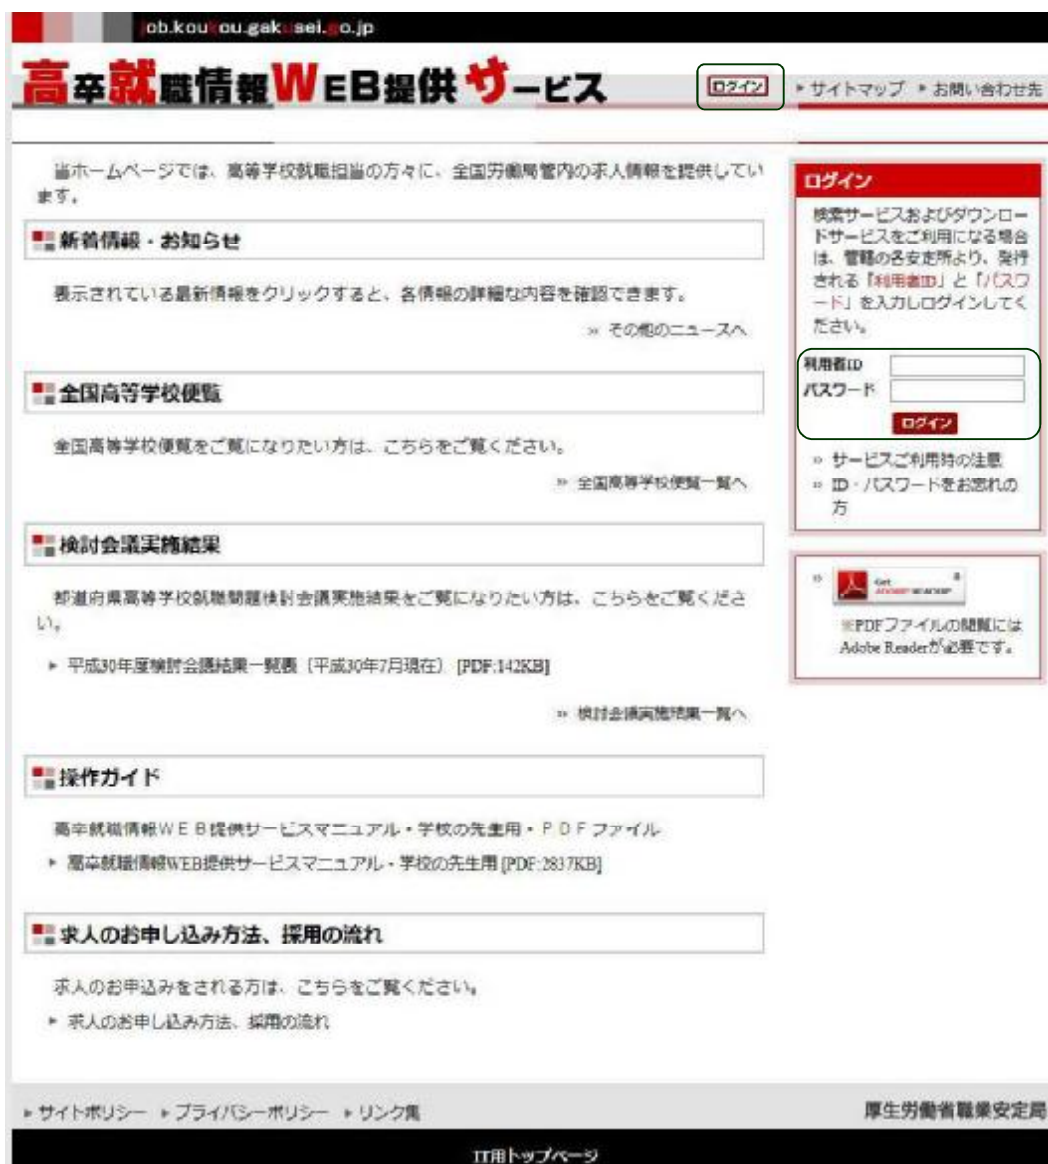 job.koukou.gakusei.go.jp
高卒就職情報WEB提供サービス
ログイン
サイトマップ
お問い合わせ先
当ホームページでは、高等学校就職担当の方々に、全国労働局管内の求人情報を提供してい
ます。
新着情報・お知らせ
表示されている最新情報をクリックすると、各情報の詳細な内容を確認できます。
» その他のニュースへ
全国高等学校便覧
全国高等学校便覧をご覧になりたい方は、こちらをご覧ください。
» 全国高等学校便覧一覧へ
検討会議実施結果
都道府県高等学校就職問題検討会議実施結果をご覧になりたい方は、こちらをご覧くださ
い。
平成30年度検討会議結果一覧表（平成30年7月現在） [PDF:142KB]
» 検討会議実施結果一覧へ
操作ガイド
高卒就職情報ＷＥＢ提供サービスマニュアル・学校の先生用・ＰＤＦファイル
高卒就職情報WEB提供サービスマニュアル・学校の先生用 [PDF:2837KB]
求人のお申し込み方法、採用の流れ
求人のお申込みをされる方は、こちらをご覧ください。
求人のお申し込み方法、採用の流れ
ログイン
検索サービスおよびダウンロー
ドサービスをご利用になる場合
は、管轄の各安定所より、発行
される「利用者ID」と「パスワ
ード」を入力しログインしてく
ださい。
利用者ID
パスワード
ログイン
» サービスご利用時の注意
» ID・パスワードをお忘れの
方
» Get ADOBE READER
※PDFファイルの閲覧には
Adobe Readerが必要です。
サイトポリシー
プライバシーポリシー
リンク集
厚生労働省職業安定局
IT用トップページ